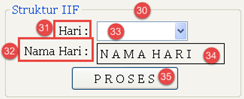 Struktur IIF 30
31 Hari : 33
32 Nama Hari : NAMA HARI 34
PROSES 35